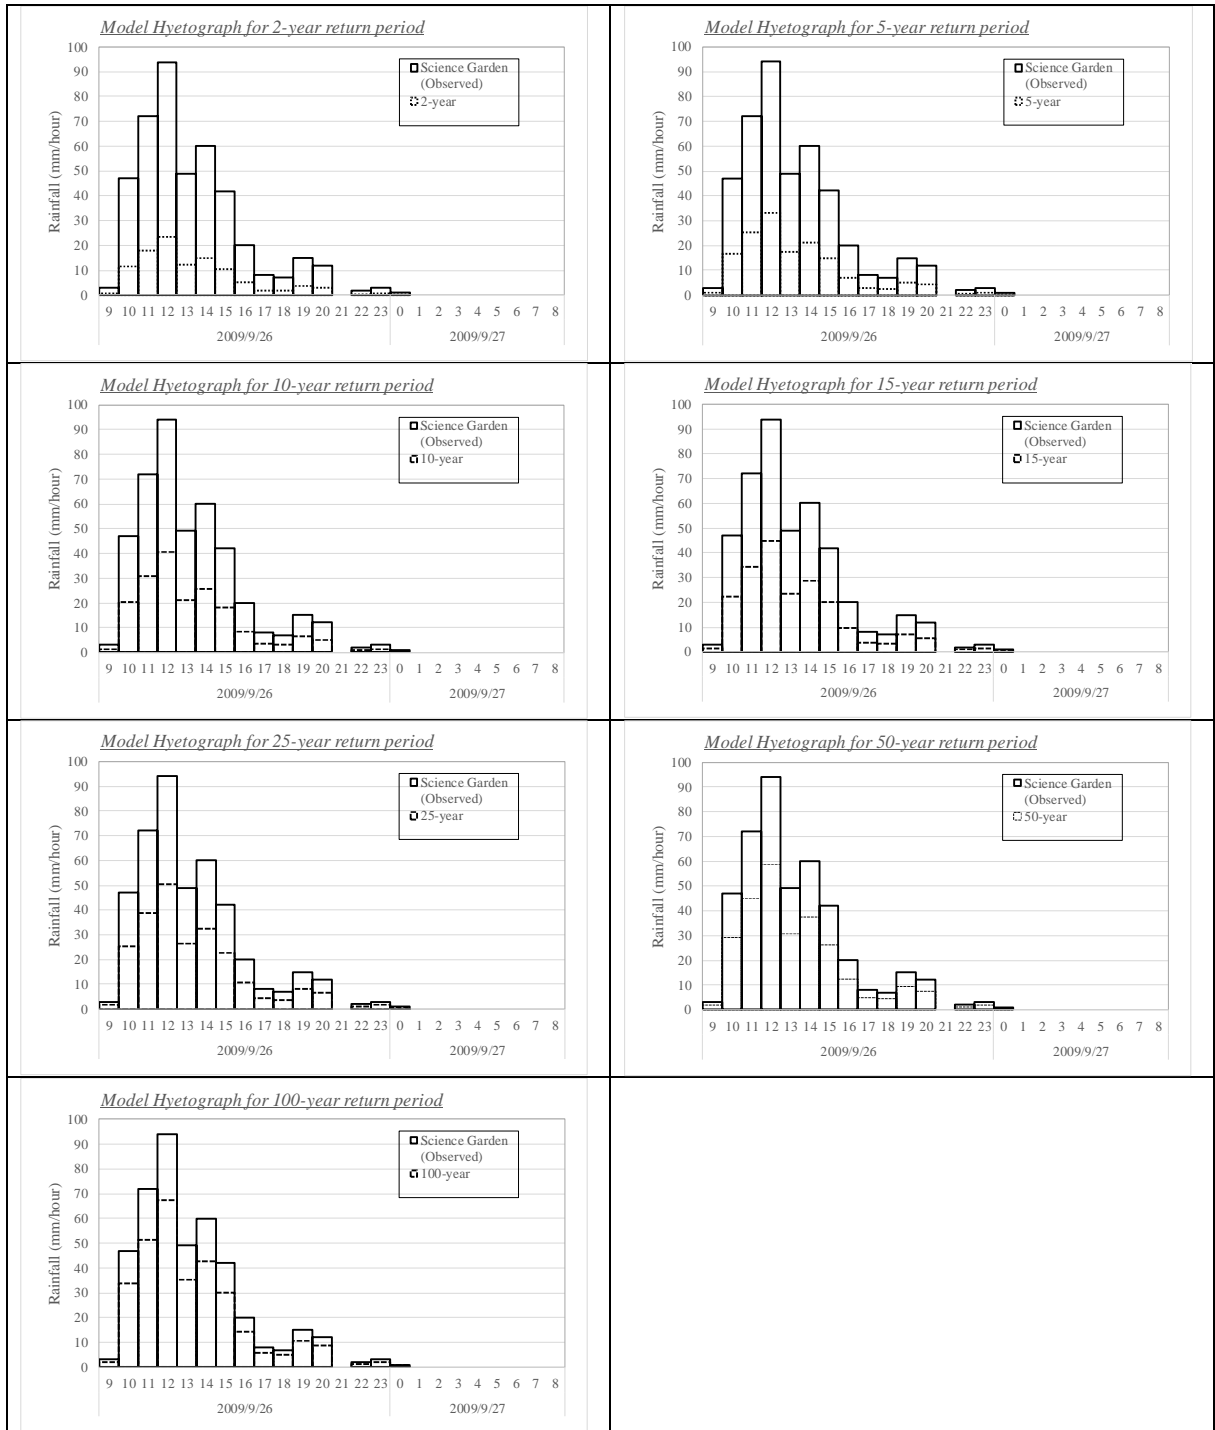 Model Hyetograph for 2-year return period
100
90
80
70
60
50
40
30
20
10
0
Rainfall (mm/hour)
Science Garden
(Observed)
2-year
9 10 11 12 13 14 15 16 17 18 19 20 21 22 23 0 1 2 3 4 5 6 7 8
2009/9/26 2009/9/27
Model Hyetograph for 5-year return period
100
90
80
70
60
50
40
30
20
10
0
Rainfall (mm/hour)
Science Garden
(Observed)
5-year
9 10 11 12 13 14 15 16 17 18 19 20 21 22 23 0 1 2 3 4 5 6 7 8
2009/9/26 2009/9/27
Model Hyetograph for 10-year return period
100
90
80
70
60
50
40
30
20
10
0
Rainfall (mm/hour)
Science Garden
(Observed)
10-year
9 10 11 12 13 14 15 16 17 18 19 20 21 22 23 0 1 2 3 4 5 6 7 8
2009/9/26 2009/9/27
Model Hyetograph for 15-year return period
100
90
80
70
60
50
40
30
20
10
0
Rainfall (mm/hour)
Science Garden
(Observed)
15-year
9 10 11 12 13 14 15 16 17 18 19 20 21 22 23 0 1 2 3 4 5 6 7 8
2009/9/26 2009/9/27
Model Hyetograph for 25-year return period
100
90
80
70
60
50
40
30
20
10
0
Rainfall (mm/hour)
Science Garden
(Observed)
25-year
9 10 11 12 13 14 15 16 17 18 19 20 21 22 23 0 1 2 3 4 5 6 7 8
2009/9/26 2009/9/27
Model Hyetograph for 50-year return period
100
90
80
70
60
50
40
30
20
10
0
Rainfall (mm/hour)
Science Garden
(Observed)
50-year
9 10 11 12 13 14 15 16 17 18 19 20 21 22 23 0 1 2 3 4 5 6 7 8
2009/9/26 2009/9/27
Model Hyetograph for 100-year return period
100
90
80
70
60
50
40
30
20
10
0
Rainfall (mm/hour)
Science Garden
(Observed)
100-year
9 10 11 12 13 14 15 16 17 18 19 20 21 22 23 0 1 2 3 4 5 6 7 8
2009/9/26 2009/9/27